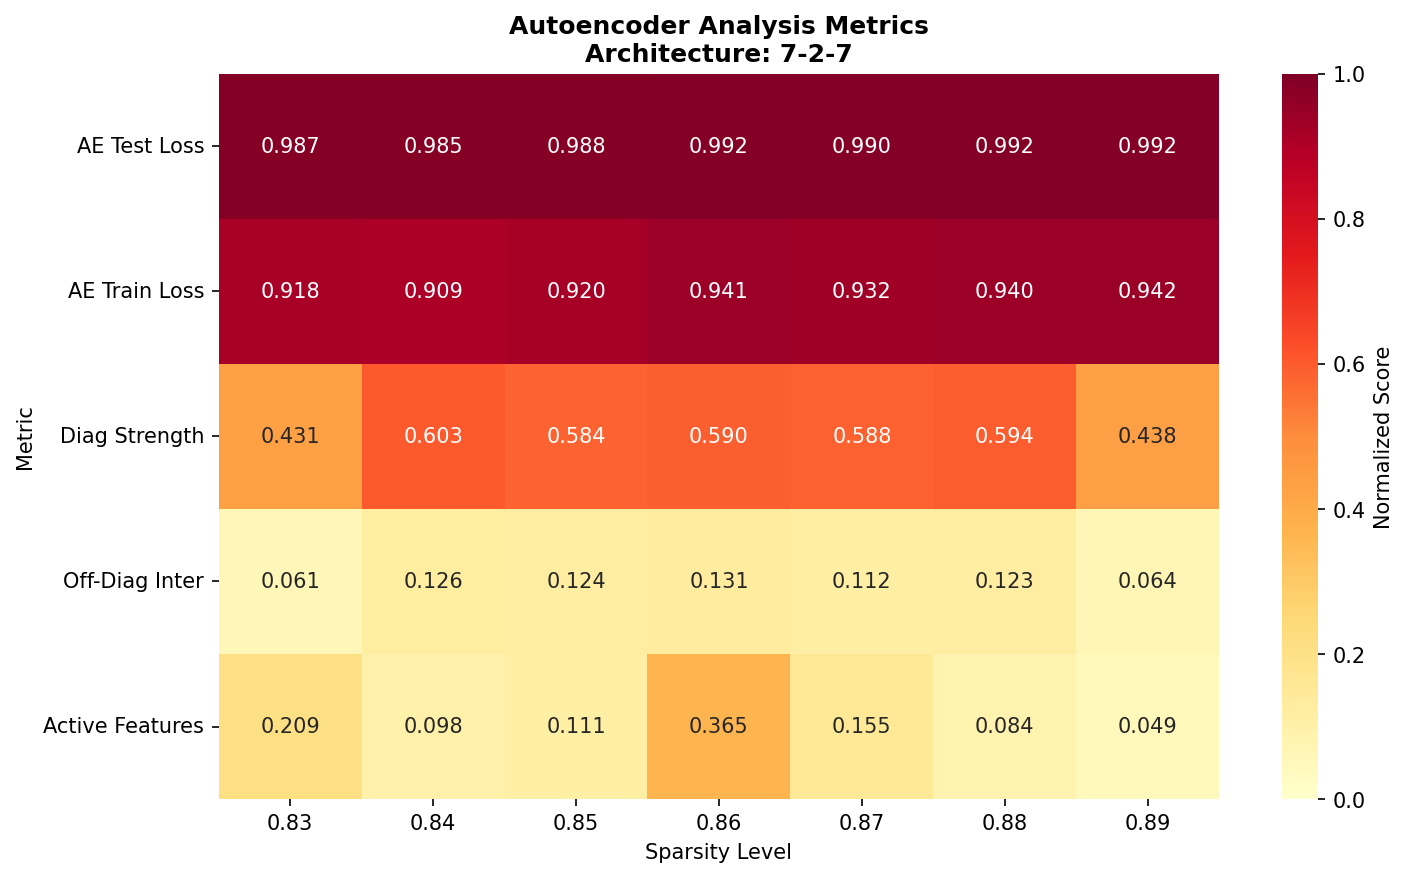 Autoencoder Analysis Metrics
Architecture: 7-2-7
Metric
AE Test Loss 0.987 0.985 0.988 0.992 0.990 0.992 0.992
AE Train Loss 0.918 0.909 0.920 0.941 0.932 0.940 0.942
Diag Strength 0.431 0.603 0.584 0.590 0.588 0.594 0.438
Off-Diag Inter 0.061 0.126 0.124 0.131 0.112 0.123 0.064
Active Features 0.209 0.098 0.111 0.365 0.155 0.084 0.049
0.83 0.84 0.85 0.86 0.87 0.88 0.89
Sparsity Level
1.0
0.8
0.6
0.4
0.2
0.0
Normalized Score